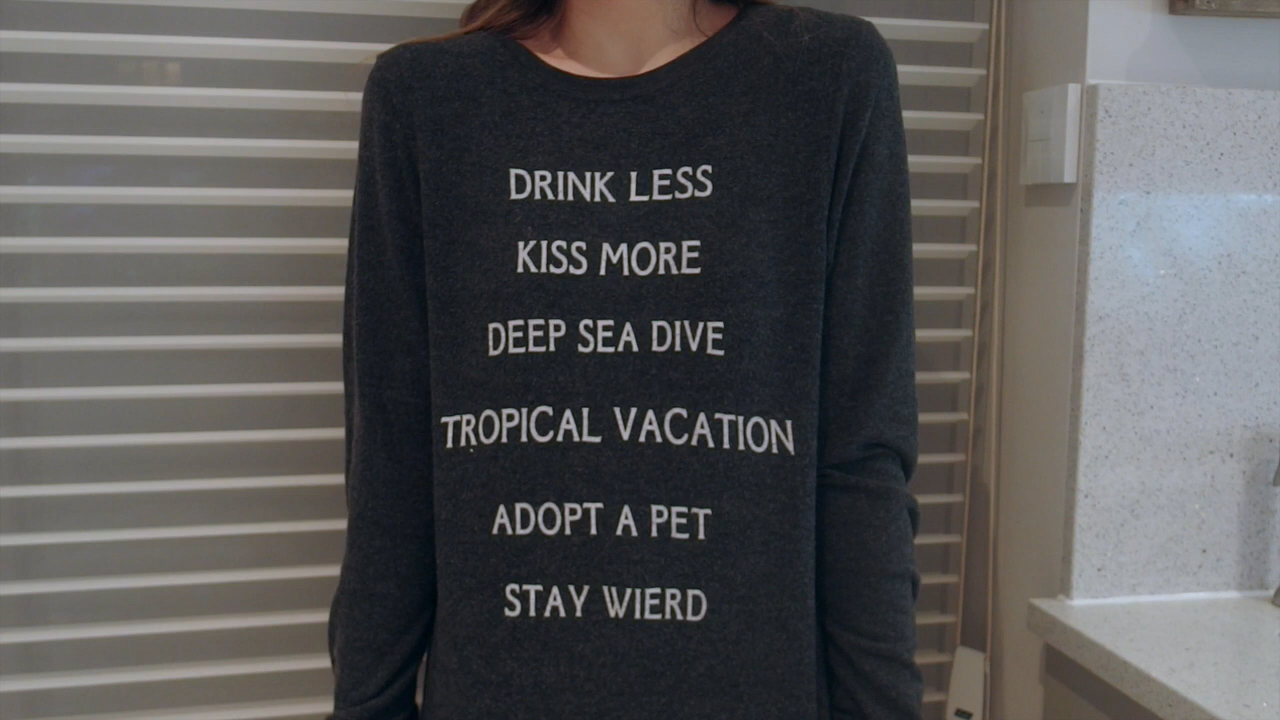 DRINK LESS
KISS MORE
DEEP SEA DIVE
TROPICAL VACATION
ADOPT A PET
STAY WIERD